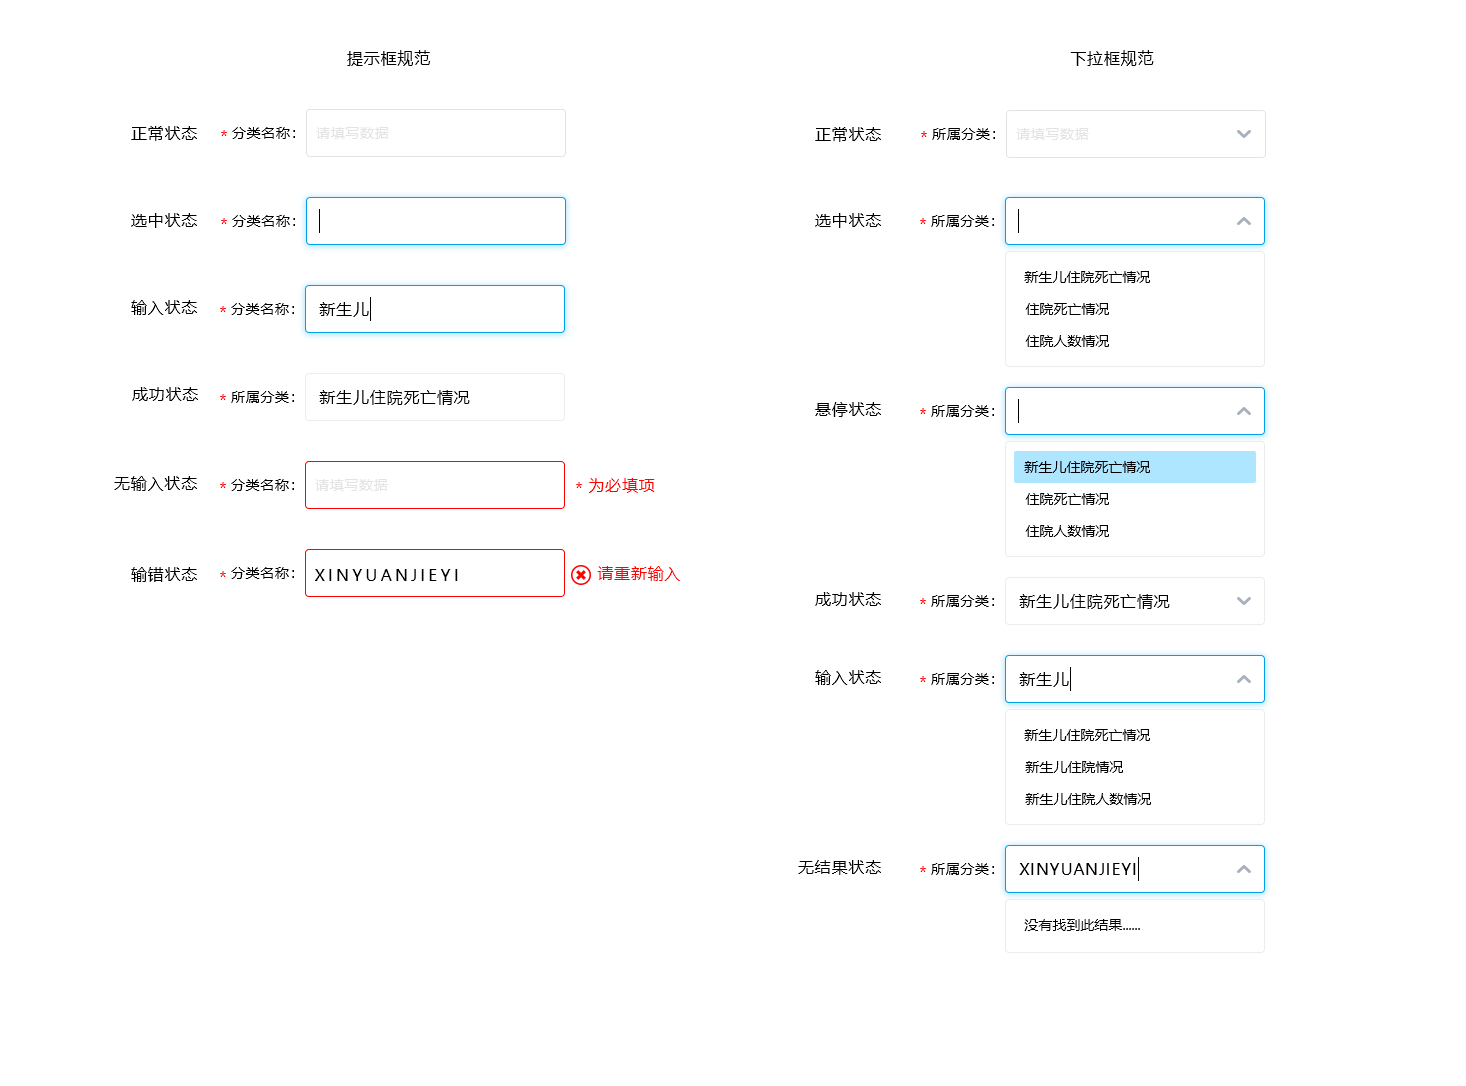 提示框规范
正常状态 * 分类名称： 请填写数据
选中状态 * 分类名称：
输入状态 * 分类名称： 新生儿
成功状态 * 所属分类： 新生儿住院死亡情况
无输入状态 * 分类名称： 请填写数据 * 为必填项
输错状态 * 分类名称： XINYUANJIEYI 请重新输入
下拉框规范
正常状态 * 所属分类： 请填写数据
选中状态 * 所属分类：
新生儿住院死亡情况
住院死亡情况
住院人数情况
悬停状态 * 所属分类：
新生儿住院死亡情况
住院死亡情况
住院人数情况
成功状态 * 所属分类： 新生儿住院死亡情况
输入状态 * 所属分类： 新生儿
新生儿住院死亡情况
新生儿住院情况
新生儿住院人数情况
无结果状态 * 所属分类： XINYUANJIEYI
没有找到此结果......